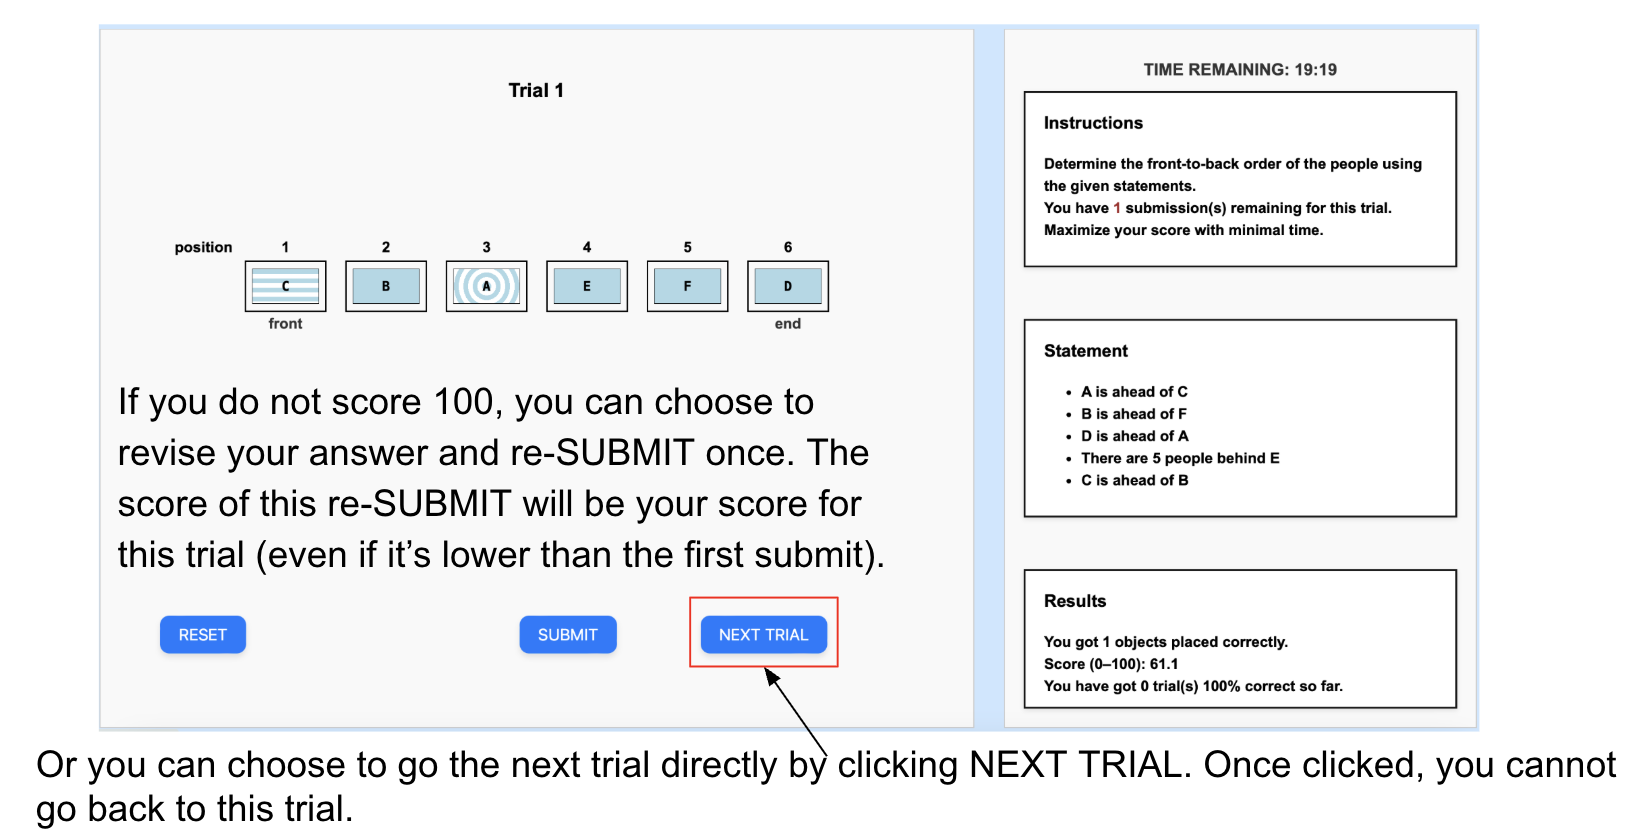 Trial 1
position 1 2 3 4 5 6
C B A E F D
front end
If you do not score 100, you can choose to
revise your answer and re-SUBMIT once. The
score of this re-SUBMIT will be your score for
this trial (even if it’s lower than the first submit).
RESET SUBMIT NEXT TRIAL
TIME REMAINING: 19:19
Instructions
Determine the front-to-back order of the people using
the given statements.
You have 1 submission(s) remaining for this trial.
Maximize your score with minimal time.
Statement
• A is ahead of C
• B is ahead of F
• D is ahead of A
• There are 5 people behind E
• C is ahead of B
Results
You got 1 objects placed correctly.
Score (0–100): 61.1
You have got 0 trial(s) 100% correct so far.
Or you can choose to go the next trial directly by clicking NEXT TRIAL. Once clicked, you cannot
go back to this trial.